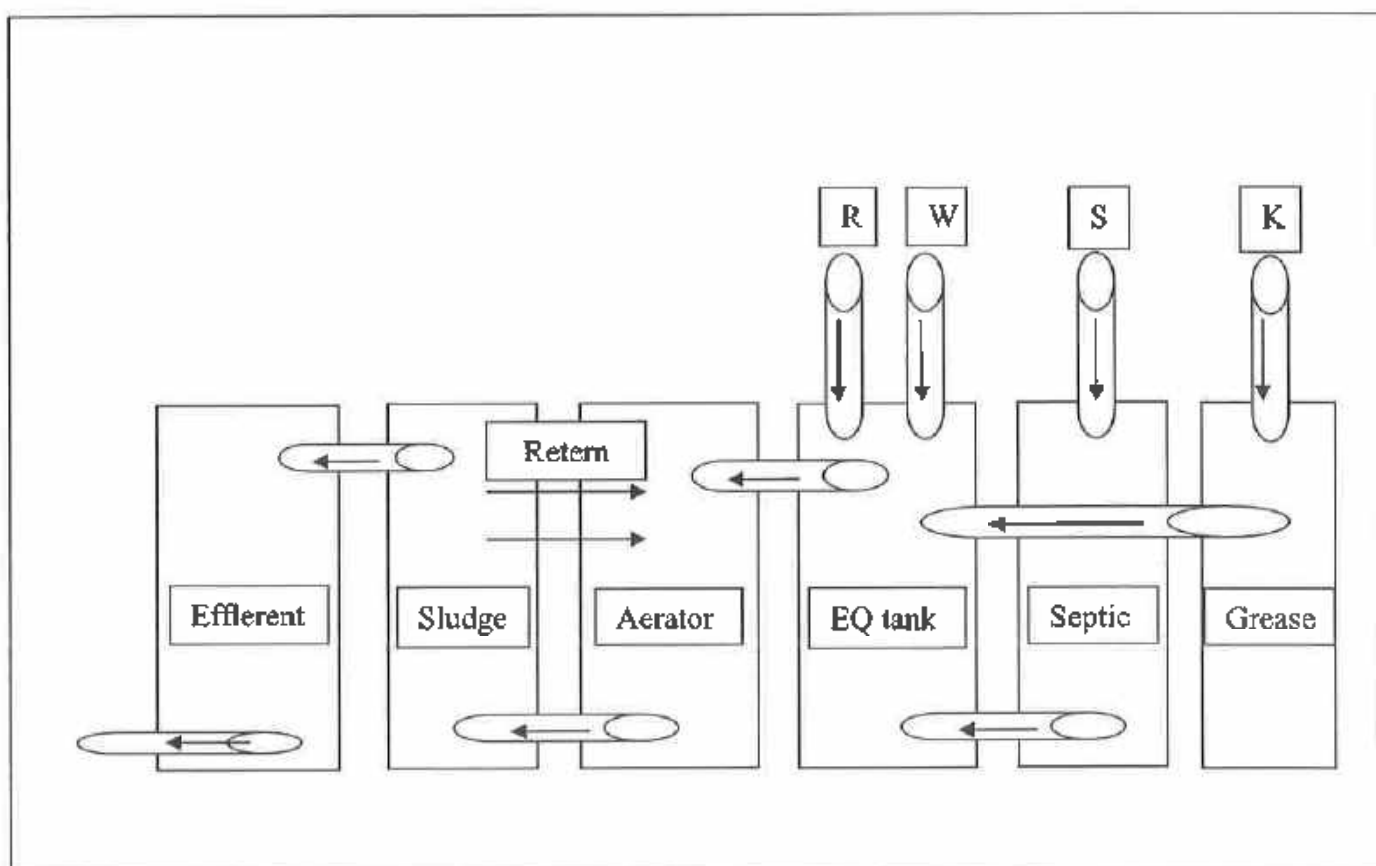 R
W
S
K
Retern
Efflerent
Sludge
Aerator
EQ tank
Septic
Grease